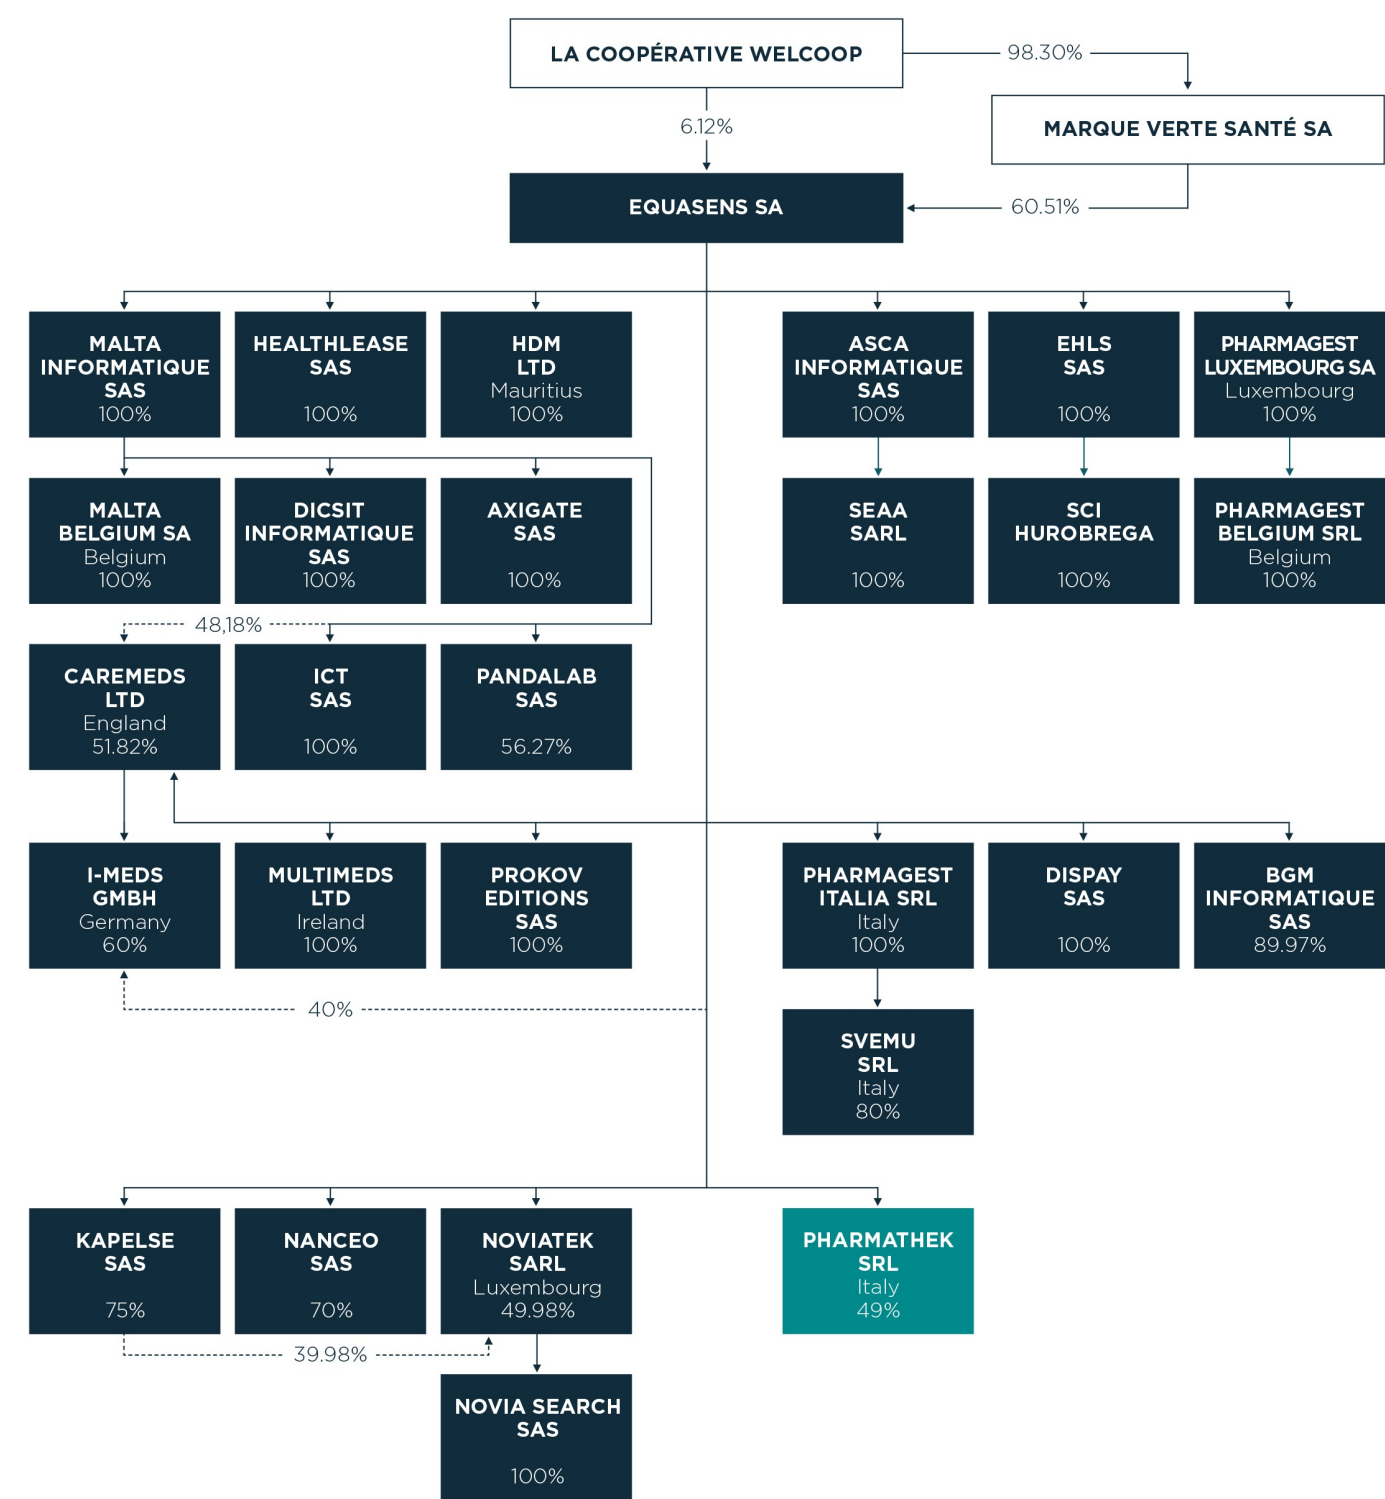 LA COOPÉRATIVE WELCOOP
98.30%
MARQUE VERTE SANTÉ SA
6.12%
EQUASENS SA
60.51%
MALTA
INFORMATIQUE
SAS
100%
HEALTHLEASE
SAS
100%
HDM
LTD
Mauritius
100%
ASCA
INFORMATIQUE
SAS
100%
EHLS
SAS
100%
PHARMAGEST
LUXEMBOURG SA
Luxembourg
100%
MALTA
BELGIUM SA
Belgium
100%
DICSIT
INFORMATIQUE
SAS
100%
AXIGATE
SAS
100%
SEAA
SARL
100%
SCI
HUROBREGA
100%
PHARMAGEST
BELGIUM SRL
Belgium
100%
48,18%
CAREMEDS
LTD
England
51.82%
ICT
SAS
100%
PANDALAB
SAS
56.27%
I-MEDS
GMBH
Germany
60%
MULTIMEDS
LTD
Ireland
100%
PROKOV
EDITIONS
SAS
100%
PHARMAGEST
ITALIA SRL
Italy
100%
DISPAY
SAS
100%
BGM
INFORMATIQUE
SAS
89.97%
40%
SVEMU
SRL
Italy
80%
KAPELSE
SAS
75%
NANCEO
SAS
70%
NOVIATEK
SARL
Luxembourg
49.98%
PHARMATHEK
SRL
Italy
49%
39.98%
NOVIA SEARCH
SAS
100%